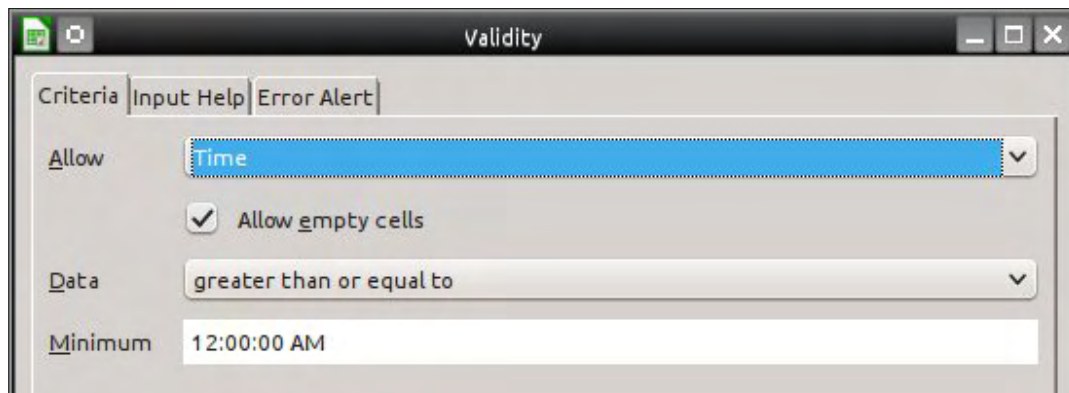 Validity
Criteria Input Help Error Alert
Allow Time
Allow empty cells
Data greater than or equal to
Minimum 12:00:00 AM